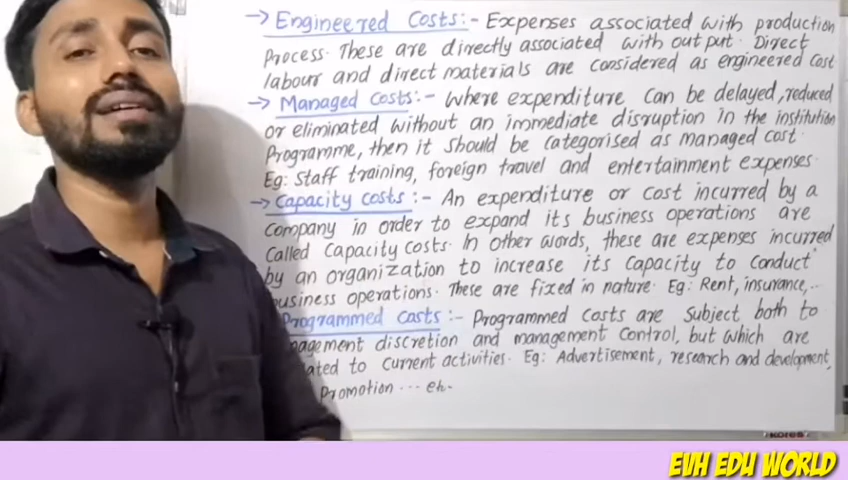 → Engineered Costs:- Expenses associated with production
Process. These are directly associated with output. Direct
labour and direct materials are considered as engineered cost
→ Managed costs:- Where expenditure can be delayed, reduced
or eliminated without an immediate disruption in the institution
Programme, then it should be categorised as managed cost.
Eg: Staff training, foreign travel and entertainment expenses.
→ Capacity costs:- An expenditure or cost incurred by a
company in order to expand its business operations are
Called Capacity costs. In other words, these are expenses incurred
by an organization to increase its capacity to conduct
business operations. These are fixed in nature. Eg: Rent, insurance,..
Programmed costs:- Programmed costs are subject both to
nagement discretion and management control, but which are
ated to current activities. Eg: Advertisement, research and development,
Promotion ...
KORES
EVH EDU WORLD